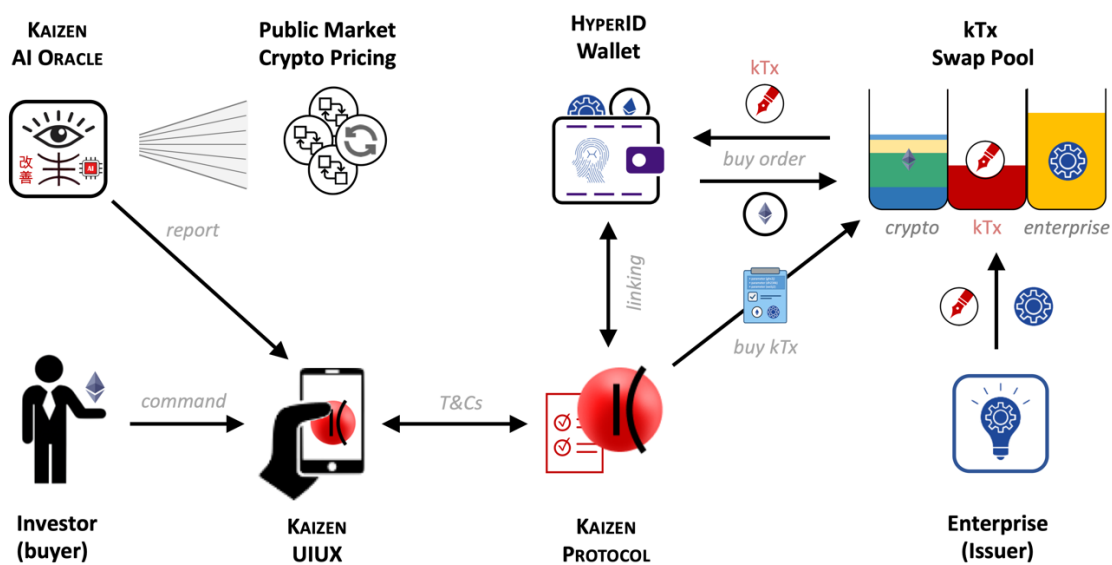 KAIZEN
AI ORACLE
Public Market
Crypto Pricing
HYPERID
Wallet
kTx
Swap Pool
改
善
AI
kTx
buy order
crypto
kTx
enterprise
report
linking
buy kTx
command
T&Cs
Investor
(buyer)
KAIZEN
UIUX
KAIZEN
PROTOCOL
Enterprise
(Issuer)